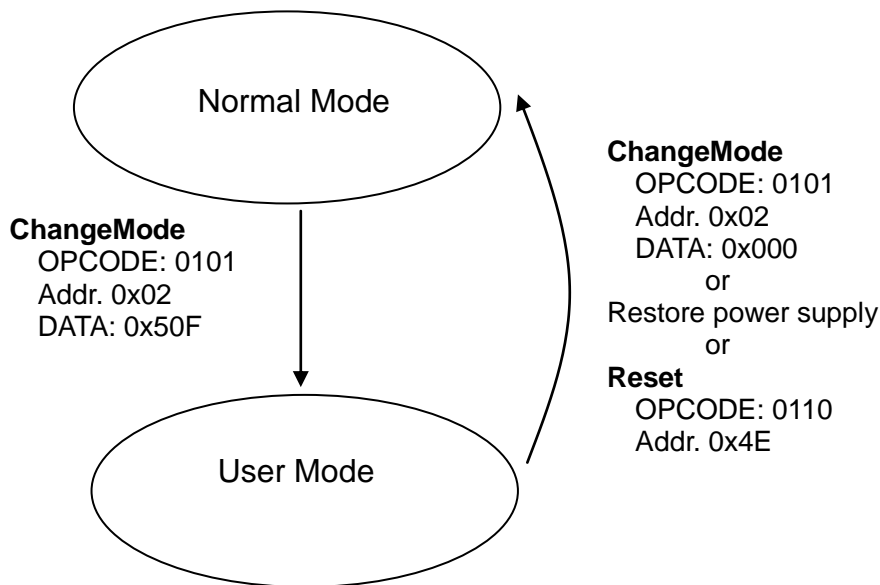 Normal Mode
ChangeMode
OPCODE: 0101
Addr. 0x02
DATA: 0x50F
ChangeMode
OPCODE: 0101
Addr. 0x02
DATA: 0x000
or
Restore power supply
or
Reset
OPCODE: 0110
Addr. 0x4E
User Mode